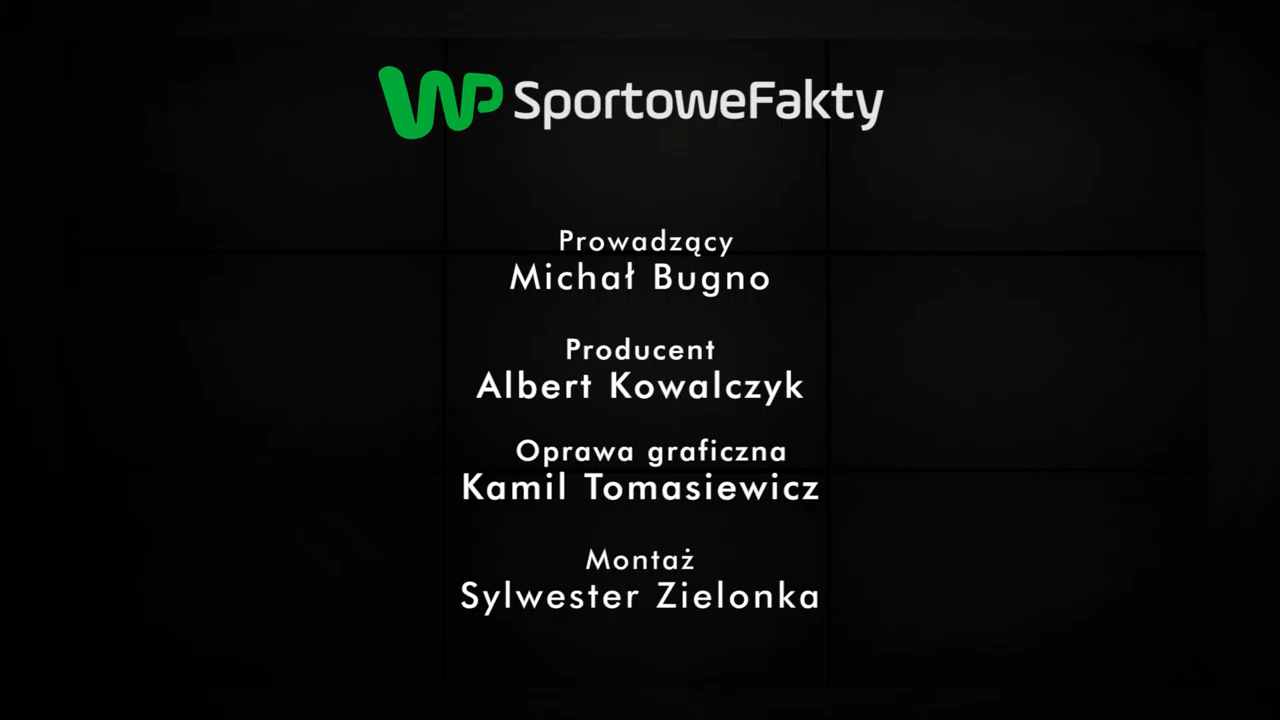 WP SportoweFakty
Prowadzący
Michał Bugno
Producent
Albert Kowalczyk
Oprawa graficzna
Kamil Tomasiewicz
Montaż
Sylwester Zielonka